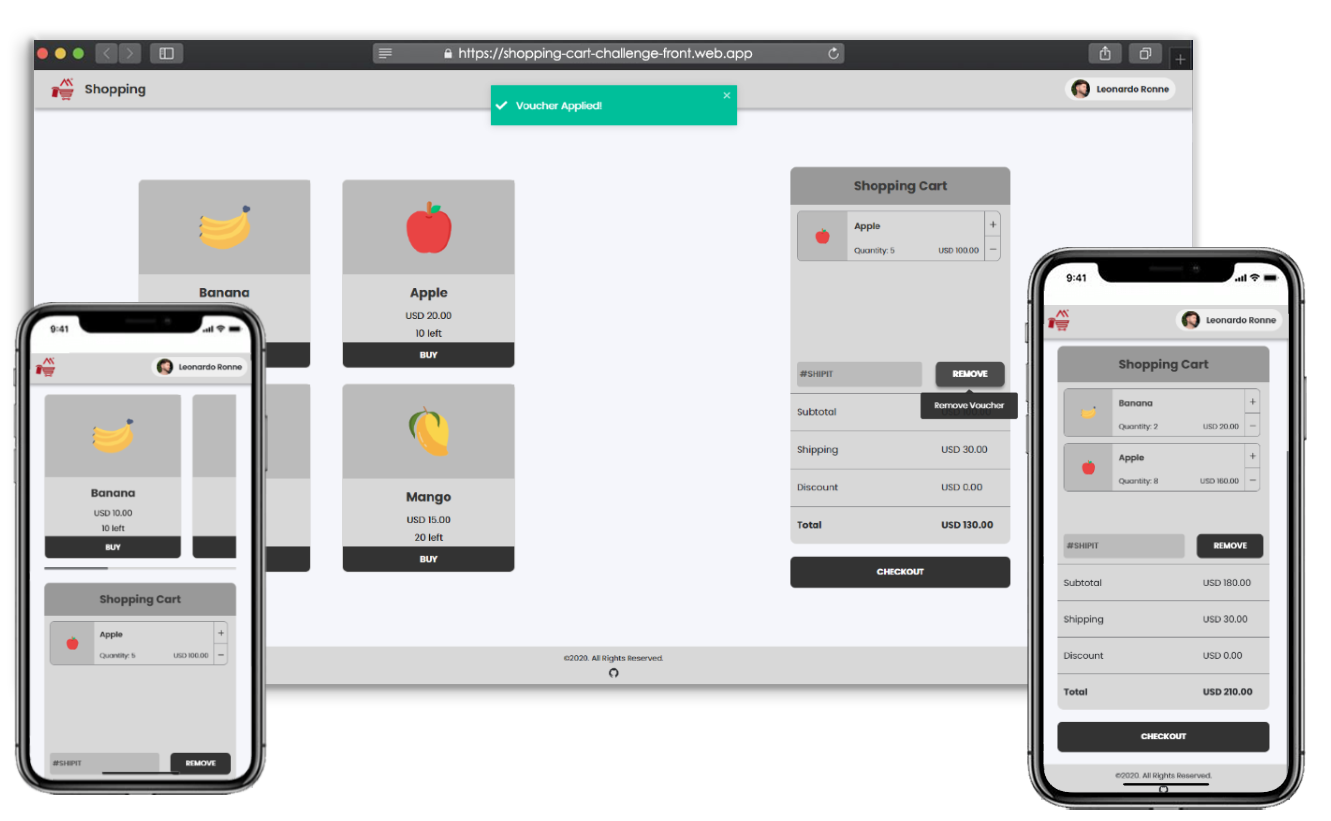 https://shopping-cart-challenge-front.web.app
Shopping
Voucher Applied!
Leonardo Ronne
Banana
Apple
USD 20.00
10 left
BUY
Mango
USD 15.00
20 left
BUY
Shopping Cart
Apple
Quantity: 5
USD 100.00
#SHIPIT
REMOVE
Remove Voucher
Subtotal
Shipping
USD 30.00
Discount
USD 0.00
Total
USD 130.00
CHECKOUT
©2020. All Rights Reserved.
9:41
Leonardo Ronne
Banana
USD 10.00
10 left
BUY
Shopping Cart
Apple
Quantity: 5
USD 100.00
#SHIPIT
REMOVE
9:41
Leonardo Ronne
Shopping Cart
Banana
Quantity: 2
USD 20.00
Apple
Quantity: 8
USD 160.00
#SHIPIT
REMOVE
Subtotal
USD 180.00
Shipping
USD 30.00
Discount
USD 0.00
Total
USD 210.00
CHECKOUT
©2020. All Rights Reserved.